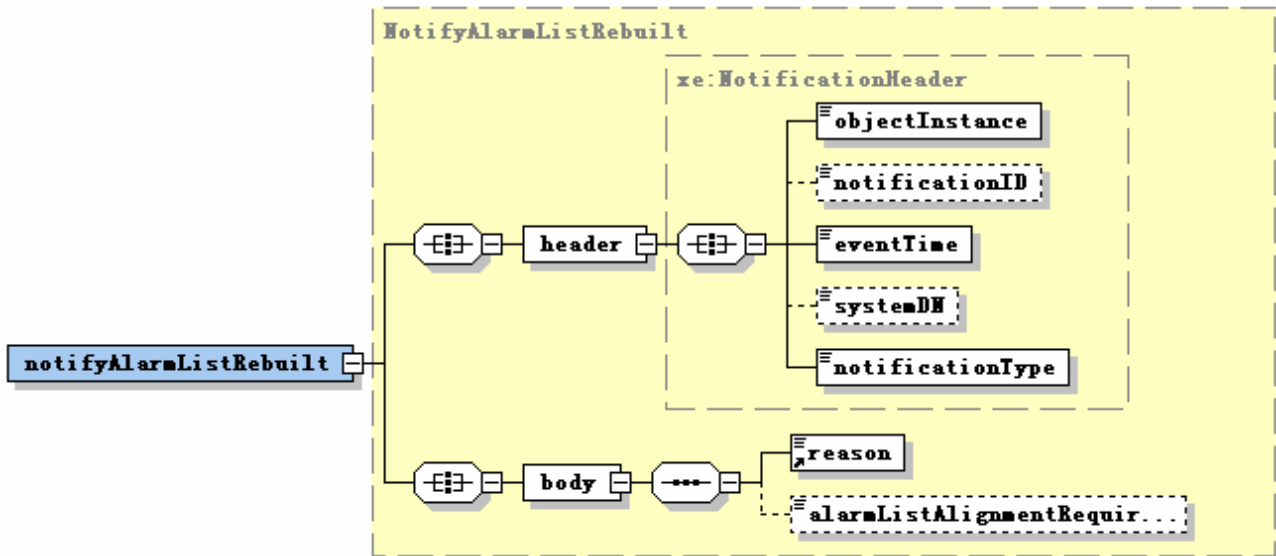 NotifyAlarmListRebuilt
xe:NotificationHeader
objectInstance
notificationID
header
eventTime
systemDN
notifyAlarmListRebuilt
notificationType
reason
body
alarmListAlignmentRequir...